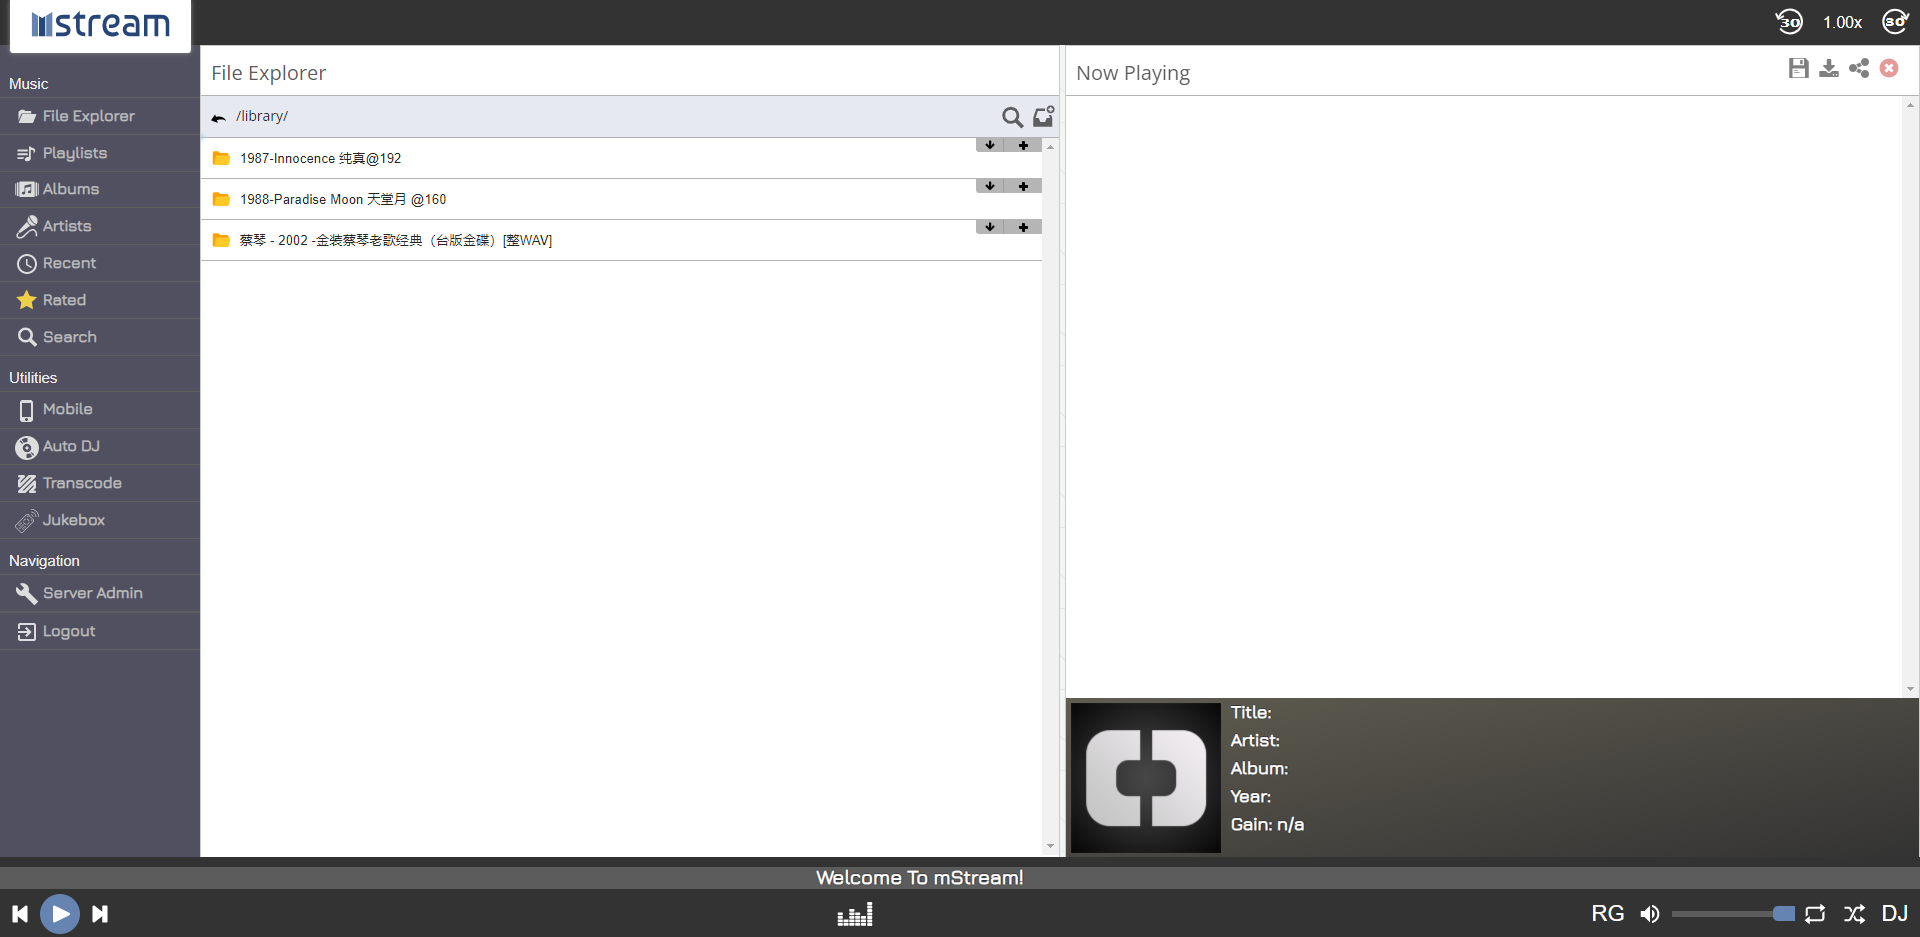 mstream
30 1.00x 30
Music
File Explorer
Playlists
Albums
Artists
Recent
Rated
Search
Utilities
Mobile
Auto DJ
Transcode
Jukebox
Navigation
Server Admin
Logout
File Explorer
/library/
1987-Innocence 纯真@192
1988-Paradise Moon 天堂月 @160
蔡琴 - 2002 -金装蔡琴老歌经典（台版金碟）[整WAV]
Now Playing
Title:
Artist:
Album:
Year:
Gain: n/a
Welcome To mStream!
RG DJ